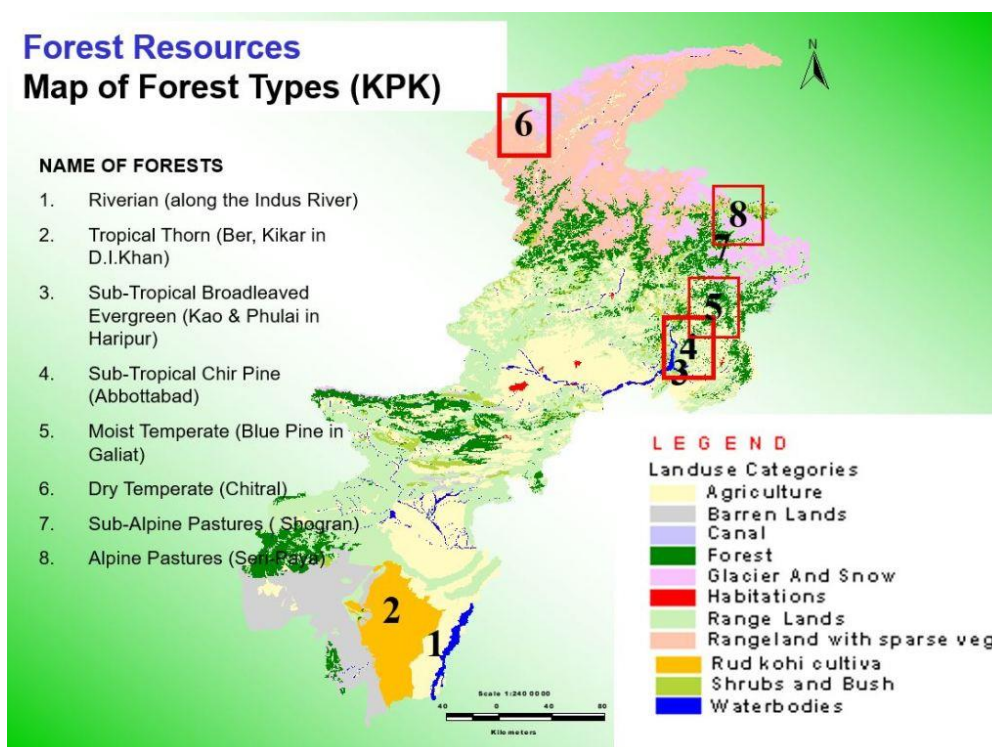 Forest Resources
Map of Forest Types (KPK)
N
NAME OF FORESTS
1. Riverian (along the Indus River)
2. Tropical Thorn (Ber, Kikar in
D.I.Khan)
3. Sub-Tropical Broadleaved
Evergreen (Kao & Phulai in
Haripur)
4. Sub-Tropical Chir Pine
(Abbottabad)
5. Moist Temperate (Blue Pine in
Galiat)
6. Dry Temperate (Chitral)
7. Sub-Alpine Pastures ( Shogran)
8. Alpine Pastures (Seri-Paya)
6
8
7
5
4
3
2
1
LEGEND
Landuse Categories
Agriculture
Barren Lands
Canal
Forest
Glacier And Snow
Habitations
Range Lands
Rangeland with sparse veg
Rud kohi cultiva
Shrubs and Bush
Waterbodies
Scale 1:240 0000
40 0 40 80
Kilometers